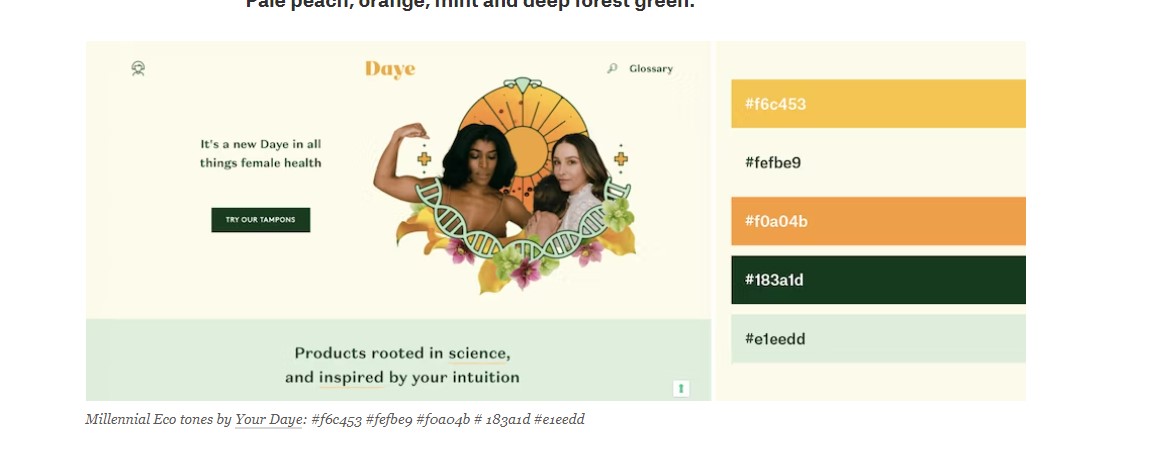 Pale peach, orange, mint and deep forest green.
Daye
Glossary
It's a new Daye in all
things female health
TRY OUR TAMPONS
Products rooted in science,
and inspired by your intuition
#f6c453
#fefbe9
#f0a04b
#183a1d
#e1eedd
Millennial Eco tones by Your Daye: #f6c453 #fefbe9 #f0a04b # 183a1d #e1eedd